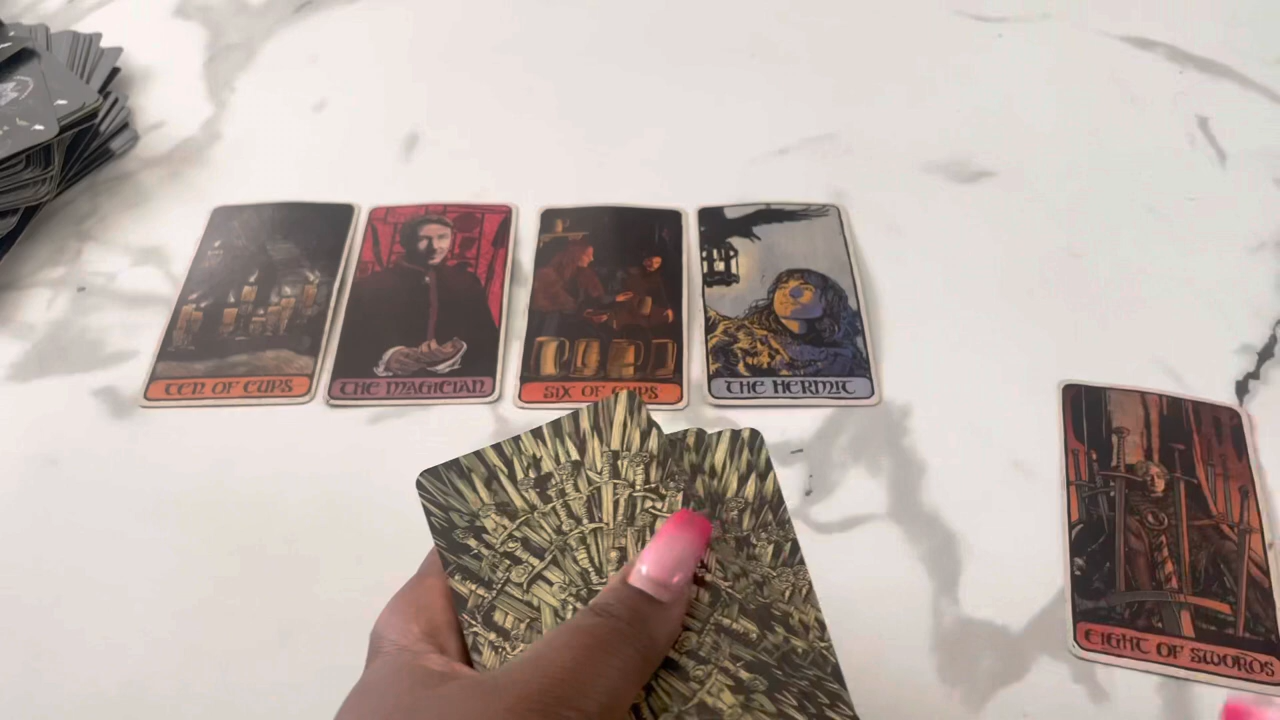 TEN OF CUPS
THE MAGICIAN
SIX OF CUPS
THE HERMIT
EIGHT OF SWORDS